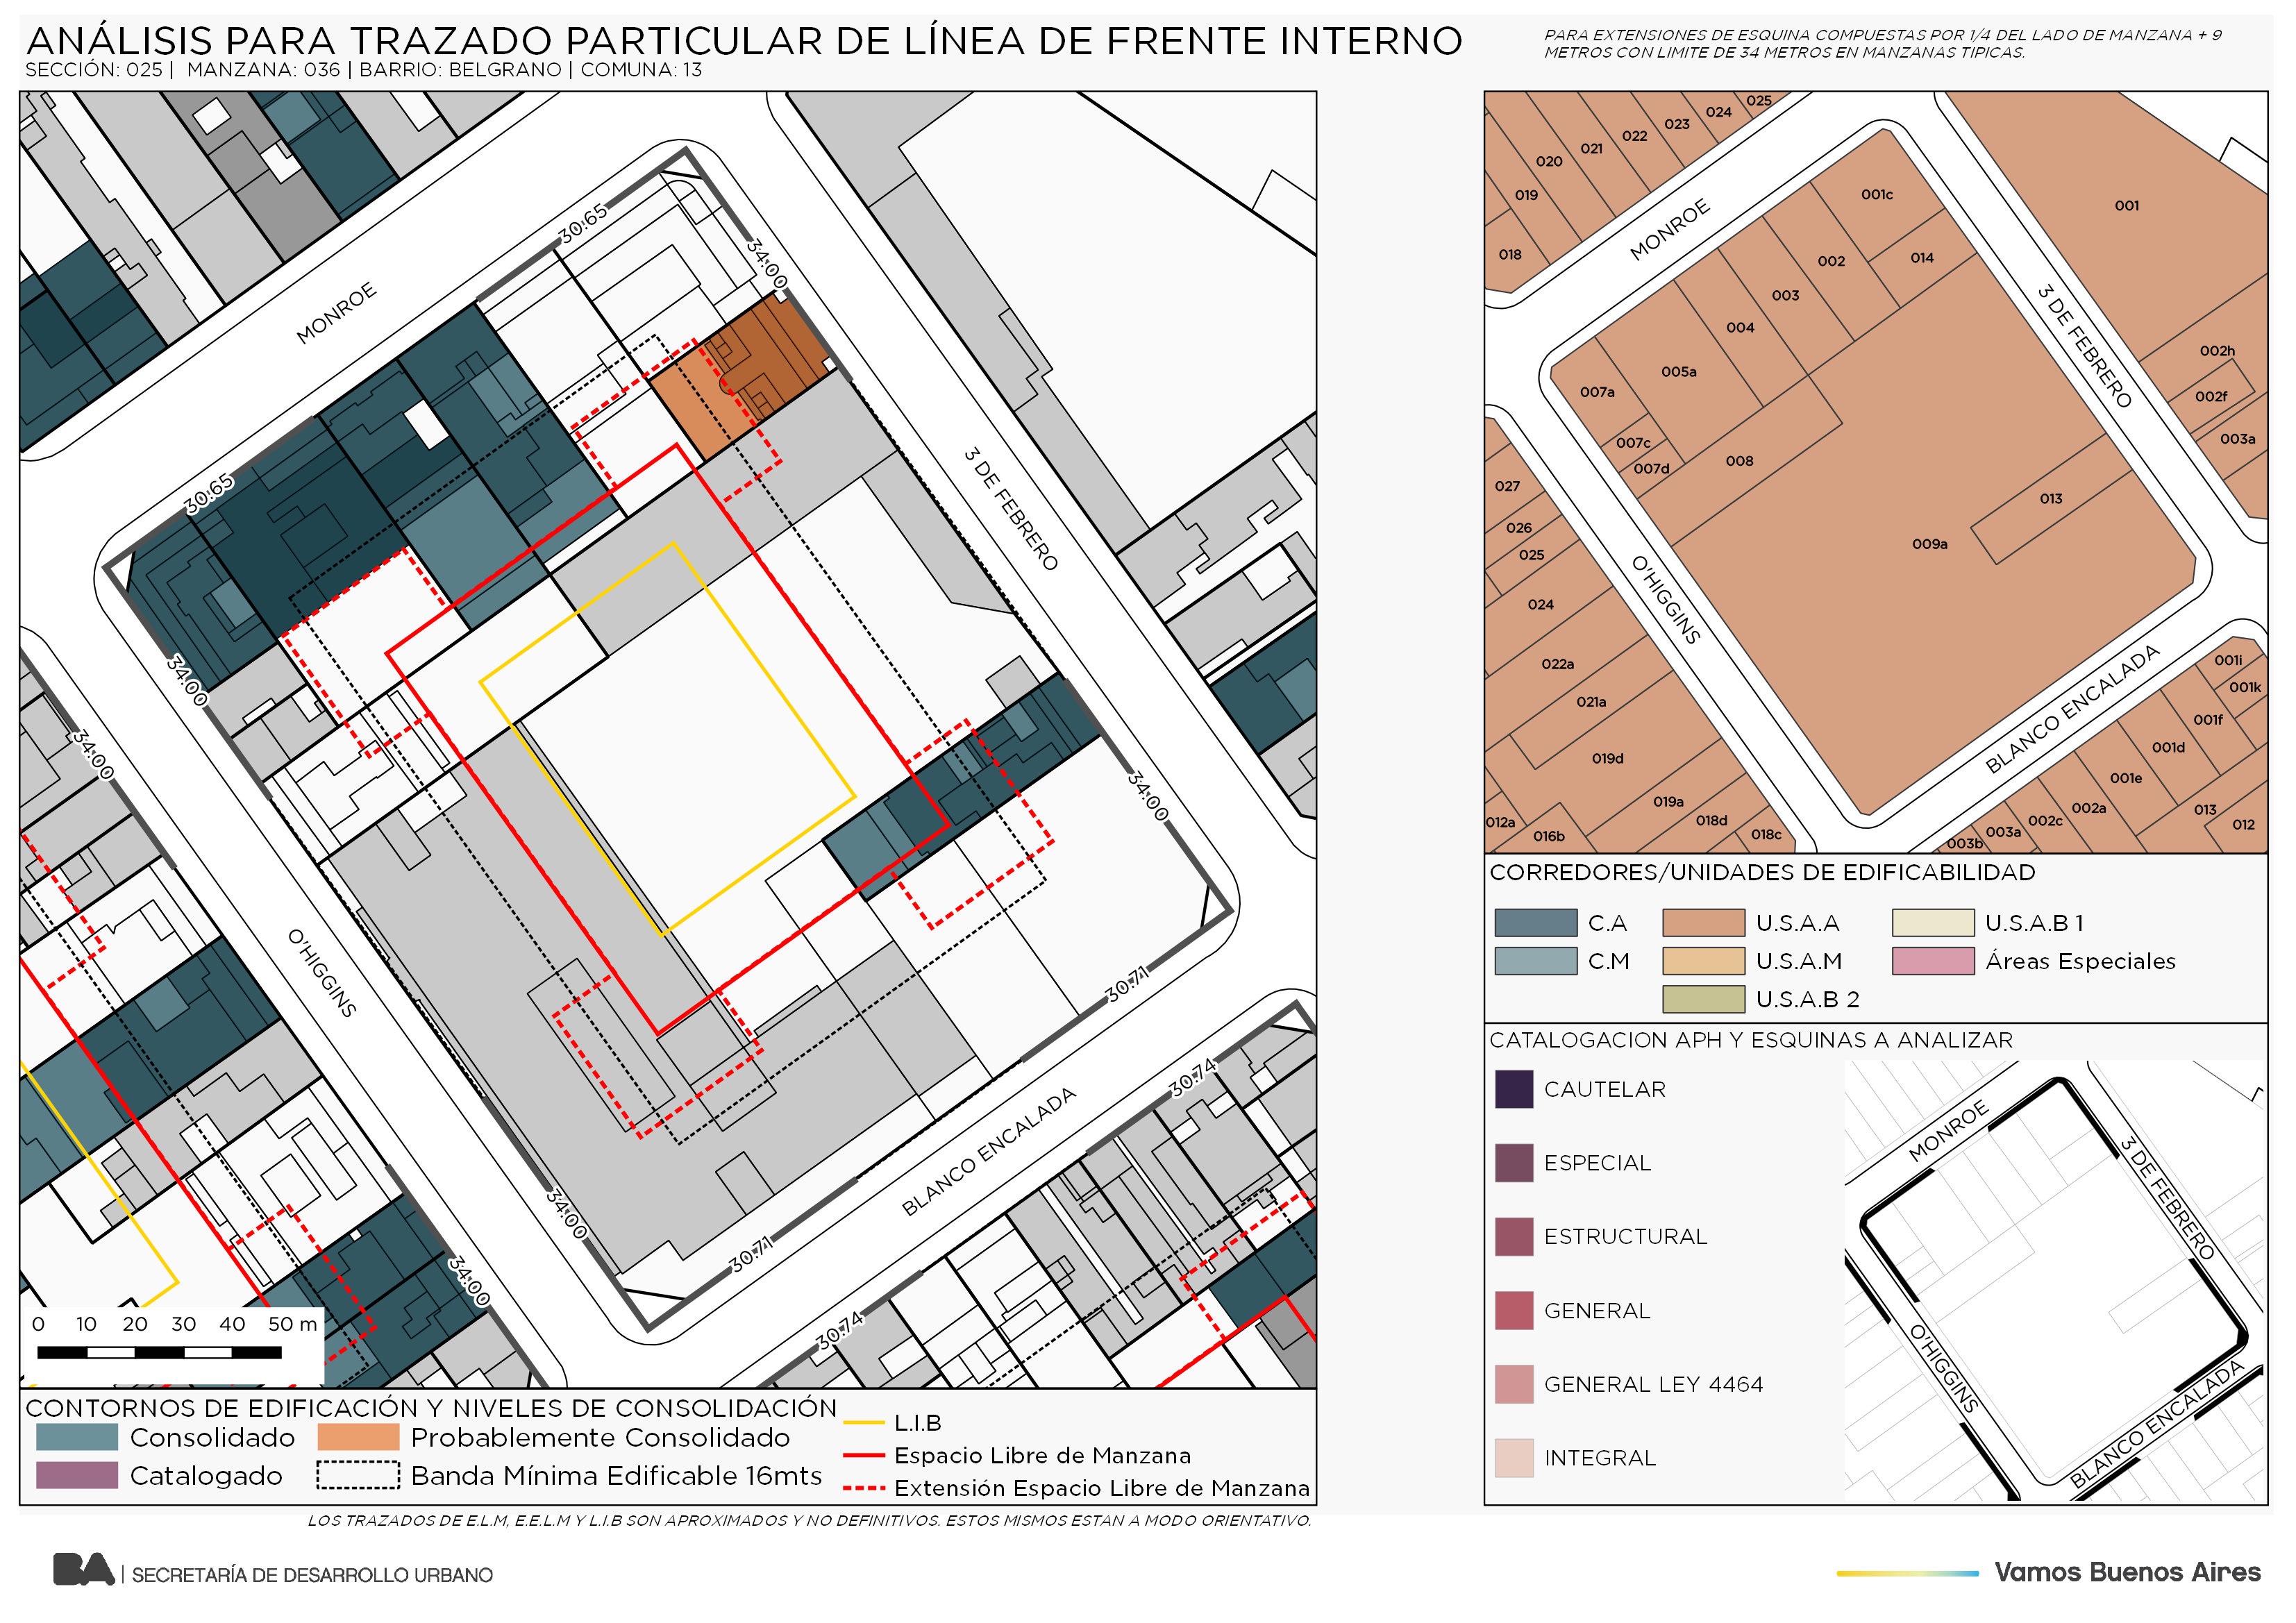 ANÁLISIS PARA TRAZADO PARTICULAR DE LÍNEA DE FRENTE INTERNO
SECCIÓN: 025 | MANZANA: 036 | BARRIO: BELGRANO | COMUNA: 13
PARA EXTENSIONES DE ESQUINA COMPUESTAS POR 1/4 DEL LADO DE MANZANA + 9
METROS CON LIMITE DE 34 METROS EN MANZANAS TIPICAS.
30.65
34.00
MONROE
30.65
3 DE FEBRERO
34.00
34.00
34.00
O'HIGGINS
30.71
30.74
BLANCO ENCALADA
34.00
30.71
34.00
30.74
0 10 20 30 40 50 m
CONTORNOS DE EDIFICACIÓN Y NIVELES DE CONSOLIDACIÓN
Consolidado
Probablemente Consolidado
Catalogado
Banda Mínima Edificable 16mts
L.I.B
Espacio Libre de Manzana
Extensión Espacio Libre de Manzana
LOS TRAZADOS DE E.L.M, E.E.L.M Y L.I.B SON APROXIMADOS Y NO DEFINITIVOS. ESTOS MISMOS ESTAN A MODO ORIENTATIVO.
025
024
023
022
021
020
019
018
MONROE
001c
001
014
002
003
004
005a
007a
007c
007d
008
3 DE FEBRERO
002h
002f
003a
013
009a
027
026
025
024
O'HIGGINS
022a
021a
019d
019a
018d
018c
012a
016b
BLANCO ENCALADA
001i
001k
001f
001d
001e
002a
002c
003a
003b
013
012
CORREDORES/UNIDADES DE EDIFICABILIDAD
C.A
U.S.A.A
U.S.A.B 1
C.M
U.S.A.M
Áreas Especiales
U.S.A.B 2
CATALOGACION APH Y ESQUINAS A ANALIZAR
CAUTELAR
ESPECIAL
ESTRUCTURAL
GENERAL
GENERAL LEY 4464
INTEGRAL
MONROE
3 DE FEBRERO
O'HIGGINS
BLANCO ENCALADA
BA | SECRETARÍA DE DESARROLLO URBANO
Vamos Buenos Aires